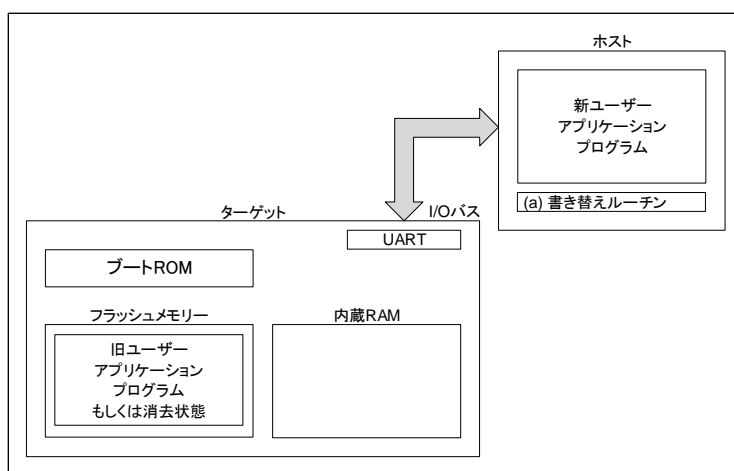 ホスト
新ユーザー
アプリケーション
プログラム
(a) 書き替えルーチン
ターゲット
I/Oバス
UART
ブートROM
フラッシュメモリー
内蔵RAM
旧ユーザー
アプリケーション
プログラム
もしくは消去状態